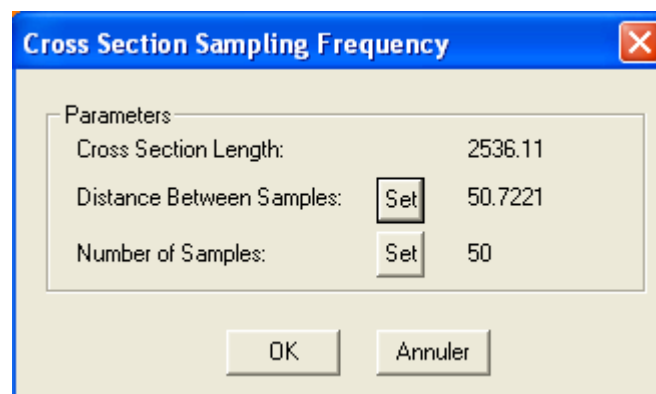 Cross Section Sampling Frequency
Parameters
Cross Section Length: 2536.11
Distance Between Samples: Set 50.7221
Number of Samples: Set 50
OK Annuler